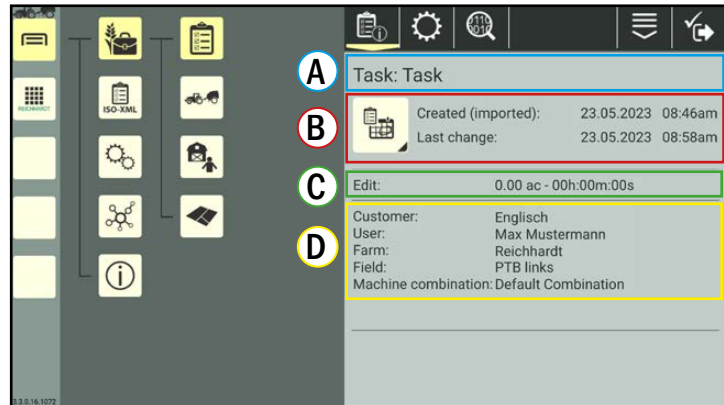 ISO-XML
REICHHARDT
3.3.0.16.1072
A
Task: Task
B
Created (imported): 23.05.2023 08:46am
Last change: 23.05.2023 08:58am
C
Edit: 0.00 ac - 00h:00m:00s
D
Customer: Englisch
User: Max Mustermann
Farm: Reichhardt
Field: PTB links
Machine combination: Default Combination